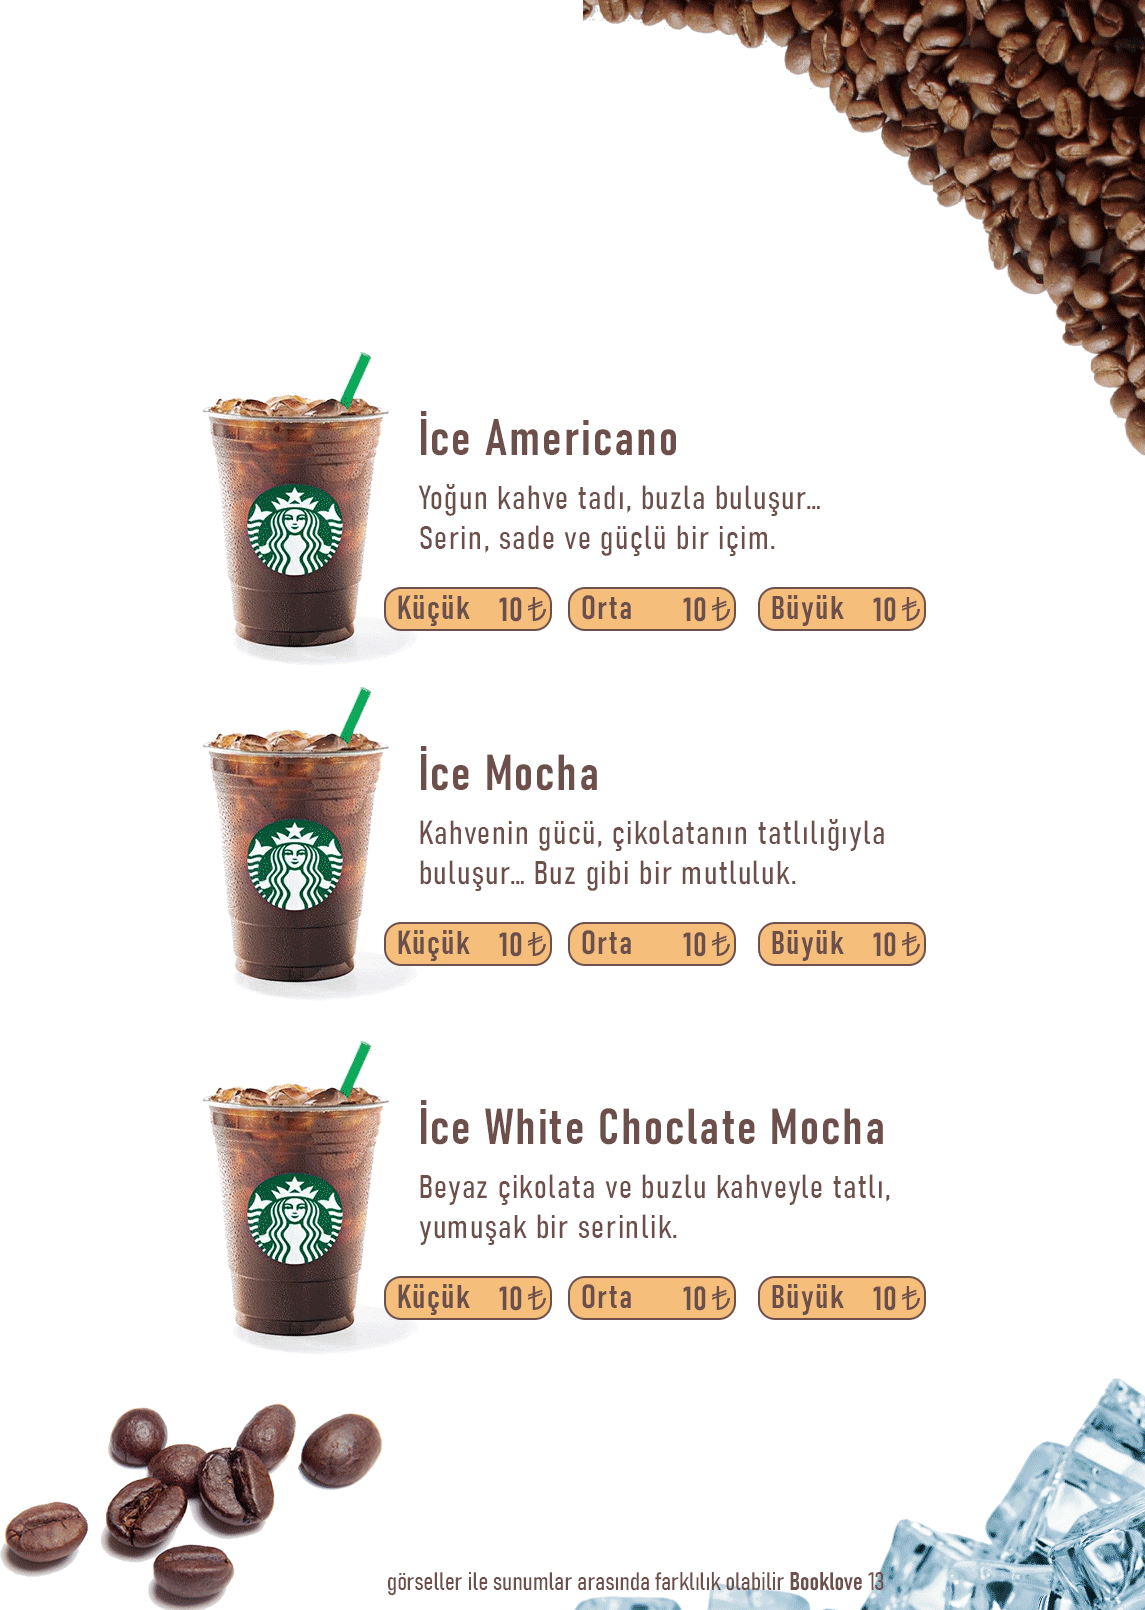 İce Americano
Yoğun kahve tadı, buzla buluşur...
Serin, sade ve güçlü bir içim.
Küçük 10₺ Orta 10₺ Büyük 10₺
İce Mocha
Kahvenin gücü, çikolatanın tatlılığıyla
buluşur... Buz gibi bir mutluluk.
Küçük 10₺ Orta 10₺ Büyük 10₺
İce White Choclate Mocha
Beyaz çikolata ve buzlu kahveyle tatlı,
yumuşak bir serinlik.
Küçük 10₺ Orta 10₺ Büyük 10₺
görseller ile sunumlar arasında farklılık olabilir Booklove 13